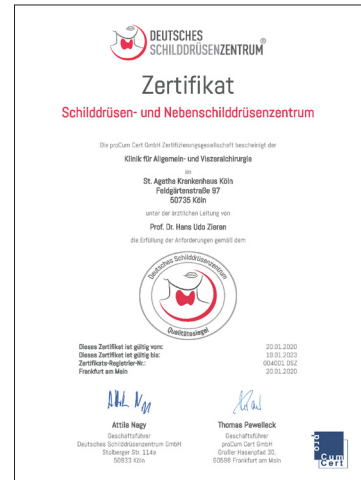 DEUTSCHES
SCHILDDRÜSENZENTRUM®
Zertifikat
Schilddrüsen- und Nebenschilddrüsenzentrum
Die proCum Cert GmbH Zertifizierungsgesellschaft bescheinigt der
Klinik für Allgemein- und Viszeralchirurgie
im
St. Agatha Krankenhaus Köln
Feldgärtenstraße 97
50735 Köln
unter der ärztlichen Leitung von
Prof. Dr. Hans Udo Zieren
die Erfüllung der Anforderungen gemäß dem
Deutsches Schilddrüsenzentrum
Qualitätssiegel
Dieses Zertifikat ist gültig vom: 20.01.2020
Dieses Zertifikat ist gültig bis: 19.01.2023
Zertifikats-Registrier-Nr.: 004001 DSZ
Frankfurt am Main 20.01.2020
Attila Nagy
Geschäftsführer
Deutsches Schilddrüsenzentrum GmbH
Stolberger Str. 114a
50933 Köln
Thomas Pewelleck
Geschäftsführer
proCum Cert GmbH
Großer Hasenpfad 30,
60598 Frankfurt am Main
pro
Cum
Cert